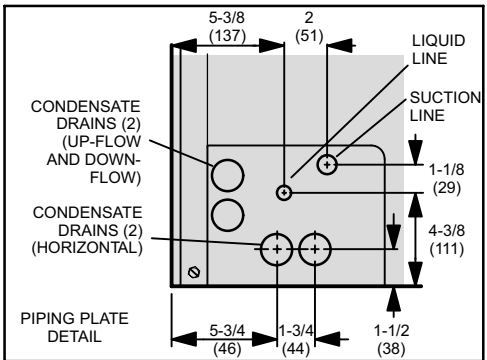 5-3/8
(137)
2
(51)
LIQUID
LINE
SUCTION
LINE
CONDENSATE
DRAINS (2)
(UP-FLOW
AND DOWN-
FLOW)
1-1/8
(29)
CONDENSATE
DRAINS (2)
(HORIZONTAL)
4-3/8
(111)
PIPING PLATE
DETAIL
5-3/4
(46)
1-3/4
(44)
1-1/2
(38)